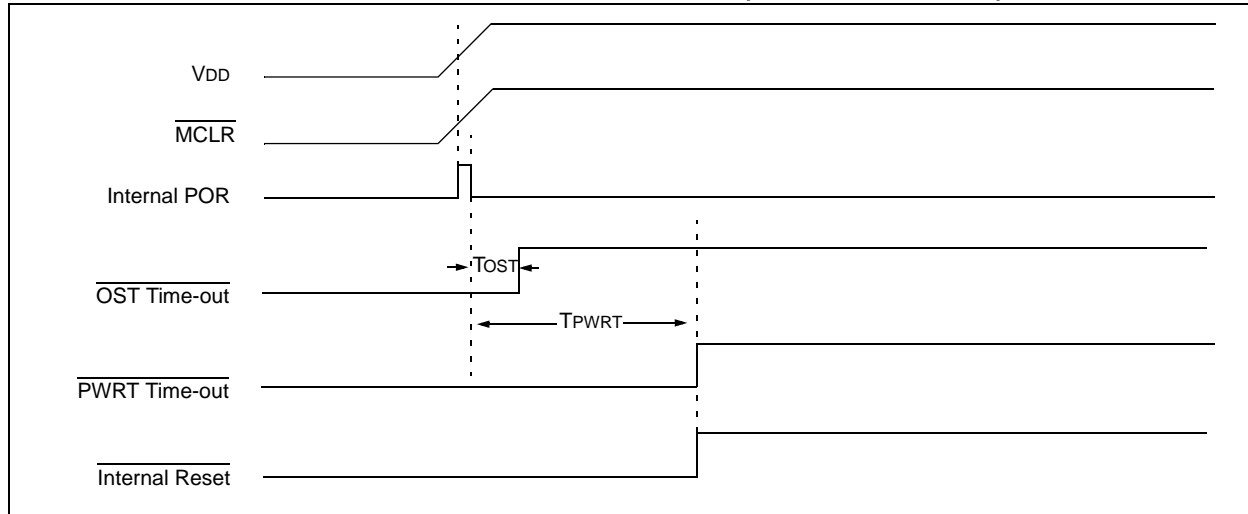 VDD
MCLR
Internal POR
TOST
OST Time-out
TPWRT
PWRT Time-out
Internal Reset